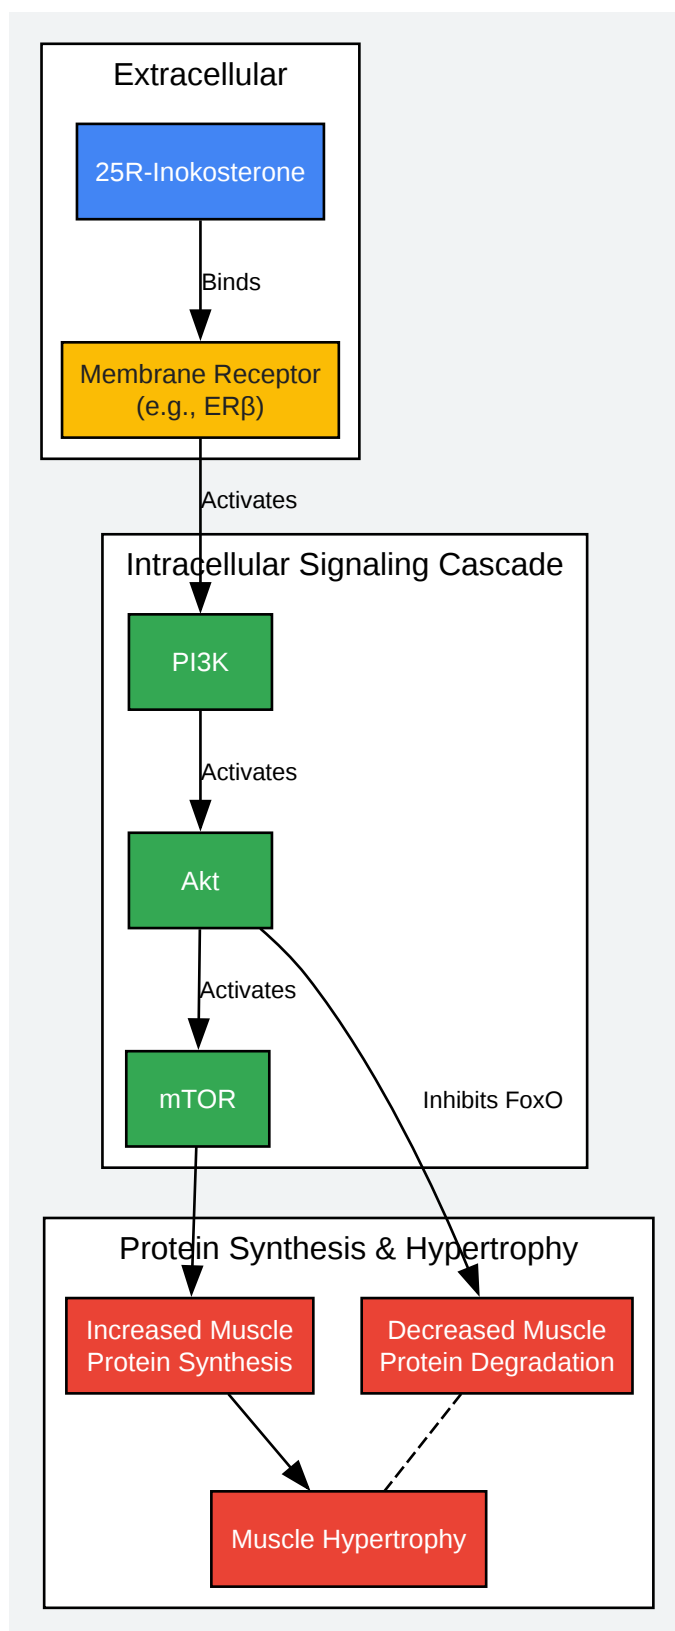 Extracellular
25R-Inokosterone
Binds
Membrane Receptor
(e.g., ERβ)
Activates
Intracellular Signaling Cascade
PI3K
Activates
Akt
Activates
mTOR
Inhibits FoxO
Protein Synthesis & Hypertrophy
Increased Muscle
Protein Synthesis
Decreased Muscle
Protein Degradation
Muscle Hypertrophy